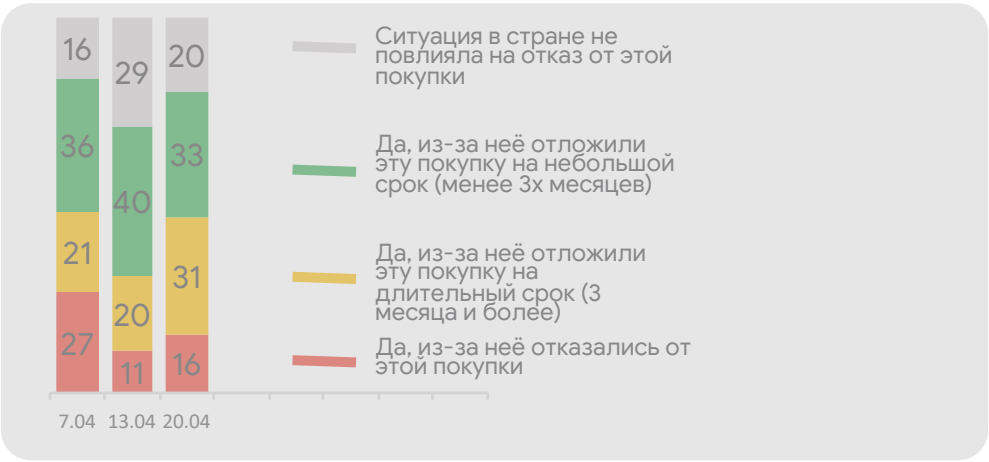 16
29
20
36
40
33
21
20
31
27
11
16
7.04 13.04 20.04
Ситуация в стране не
повлияла на отказ от этой
покупки
Да, из-за неё отложили
эту покупку на небольшой
срок (менее 3х месяцев)
Да, из-за неё отложили
эту покупку на
длительный срок (3
месяца и более)
Да, из-за неё отказались от
этой покупки